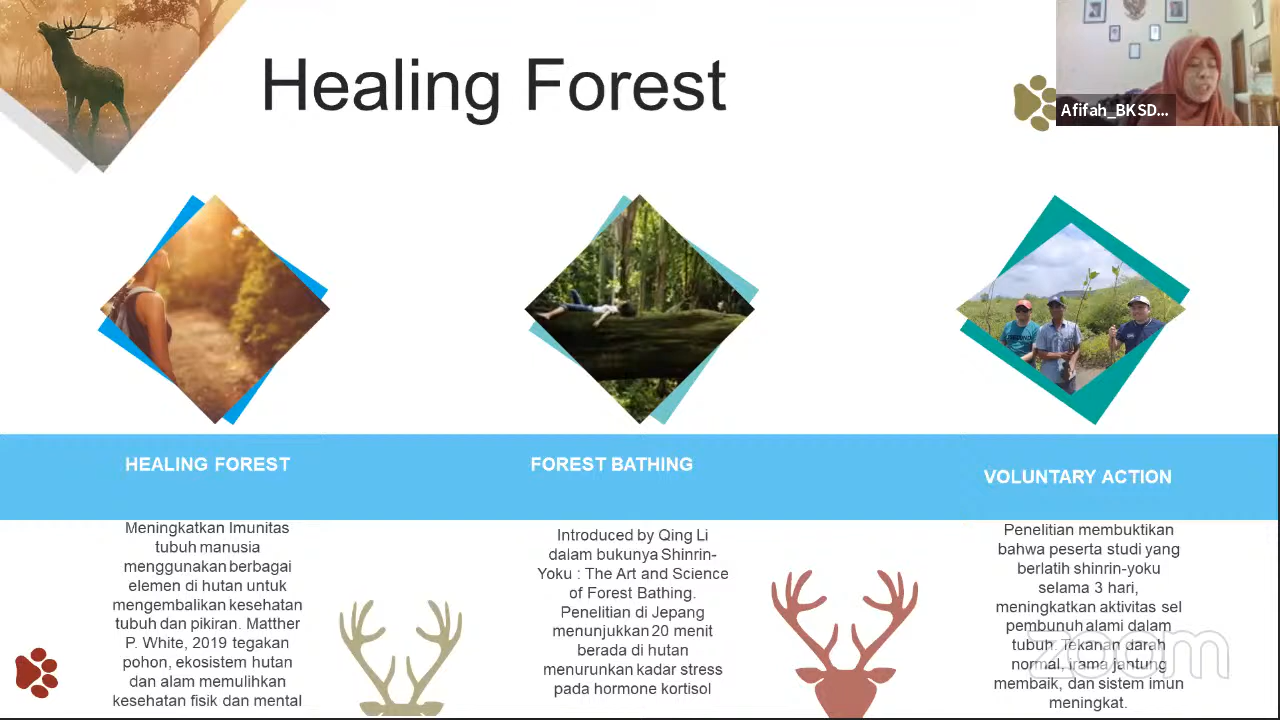 Healing Forest
Afifah_BKSD...
HEALING FOREST
Meningkatkan Imunitas
tubuh manusia
menggunakan berbagai
elemen di hutan untuk
mengembalikan kesehatan
tubuh dan pikiran. Matther
P. White, 2019 tegakan
pohon, ekosistem hutan
dan alam memulihkan
kesehatan fisik dan mental
FOREST BATHING
Introduced by Qing Li
dalam bukunya Shinrin-
Yoku : The Art and Science
of Forest Bathing.
Penelitian di Jepang
menunjukkan 20 menit
berada di hutan
menurunkan kadar stress
pada hormone kortisol
VOLUNTARY ACTION
Penelitian membuktikan
bahwa peserta studi yang
berlatih shinrin-yoku
selama 3 hari,
meningkatkan aktivitas sel
pembunuh alami dalam
tubuh. Tekanan darah
normal, irama jantung
membaik, dan sistem imun
meningkat.
zoom